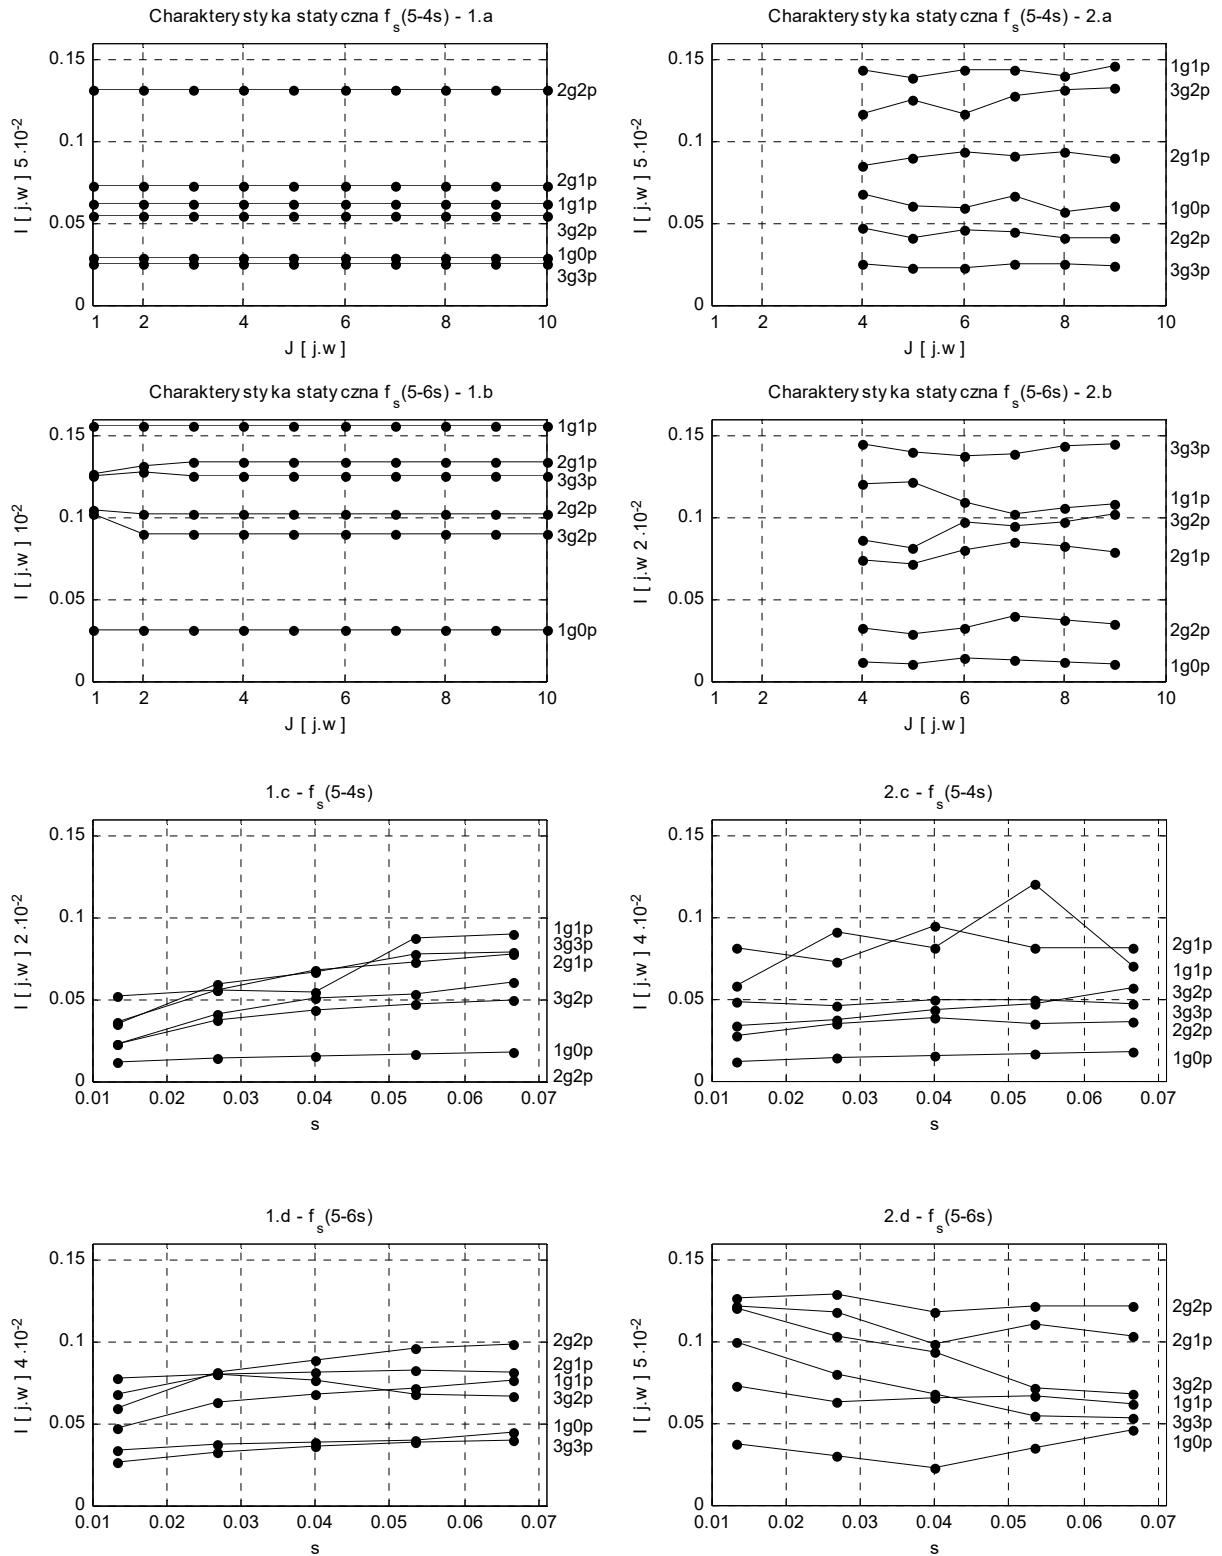 Charakterystyka statyczna f_s(5-4s) - 1.a
0.15
0.1
0.05
0
I [ j.w ] 5 .10^-2
2g2p
2g1p
1g1p
3g2p
1g0p
3g3p
1 2 4 6 8 10
J [ j.w ]
Charakterystyka statyczna f_s(5-4s) - 2.a
0.15
0.1
0.05
0
I [ j.w ] 5 .10^-2
1g1p
3g2p
2g1p
1g0p
2g2p
3g3p
1 2 4 6 8 10
J [ j.w ]
Charakterystyka statyczna f_s(5-6s) - 1.b
0.15
0.1
0.05
0
I [ j.w ] 10^-2
1g1p
2g1p
3g3p
2g2p
3g2p
1g0p
1 2 4 6 8 10
J [ j.w ]
Charakterystyka statyczna f_s(5-6s) - 2.b
0.15
0.1
0.05
0
I [ j.w 2 .10^-2
3g3p
1g1p
3g2p
2g1p
2g2p
1g0p
1 2 4 6 8 10
J [ j.w ]
1.c - f_s(5-4s)
0.15
0.1
0.05
0
I [ j.w ] 2 .10^-2
1g1p
3g3p
2g1p
3g2p
1g0p
2g2p
0.01 0.02 0.03 0.04 0.05 0.06 0.07
s
2.c - f_s(5-4s)
0.15
0.1
0.05
0
I [ j.w ] 4 .10^-2
2g1p
1g1p
3g2p
3g3p
2g2p
1g0p
0.01 0.02 0.03 0.04 0.05 0.06 0.07
s
1.d - f_s(5-6s)
0.15
0.1
0.05
0
I [ j.w ] 4 .10^-2
2g2p
2g1p
1g1p
3g2p
1g0p
3g3p
0.01 0.02 0.03 0.04 0.05 0.06 0.07
s
2.d - f_s(5-6s)
0.15
0.1
0.05
0
I [ j.w ] 5 .10^-2
2g2p
2g1p
3g2p
1g1p
3g3p
1g0p
0.01 0.02 0.03 0.04 0.05 0.06 0.07
s